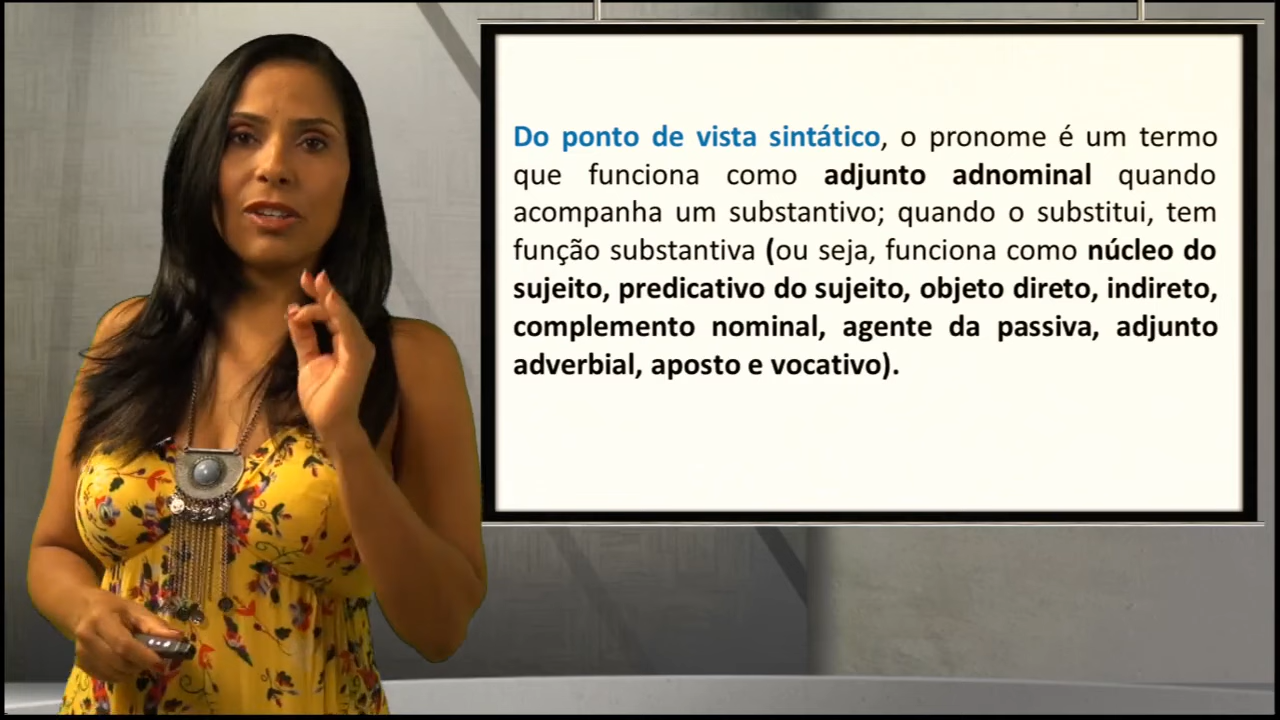 Do ponto de vista sintático, o pronome é um termo
que funciona como adjunto adnominal quando
acompanha um substantivo; quando o substitui, tem
função substantiva (ou seja, funciona como núcleo do
sujeito, predicativo do sujeito, objeto direto, indireto,
complemento nominal, agente da passiva, adjunto
adverbial, aposto e vocativo).